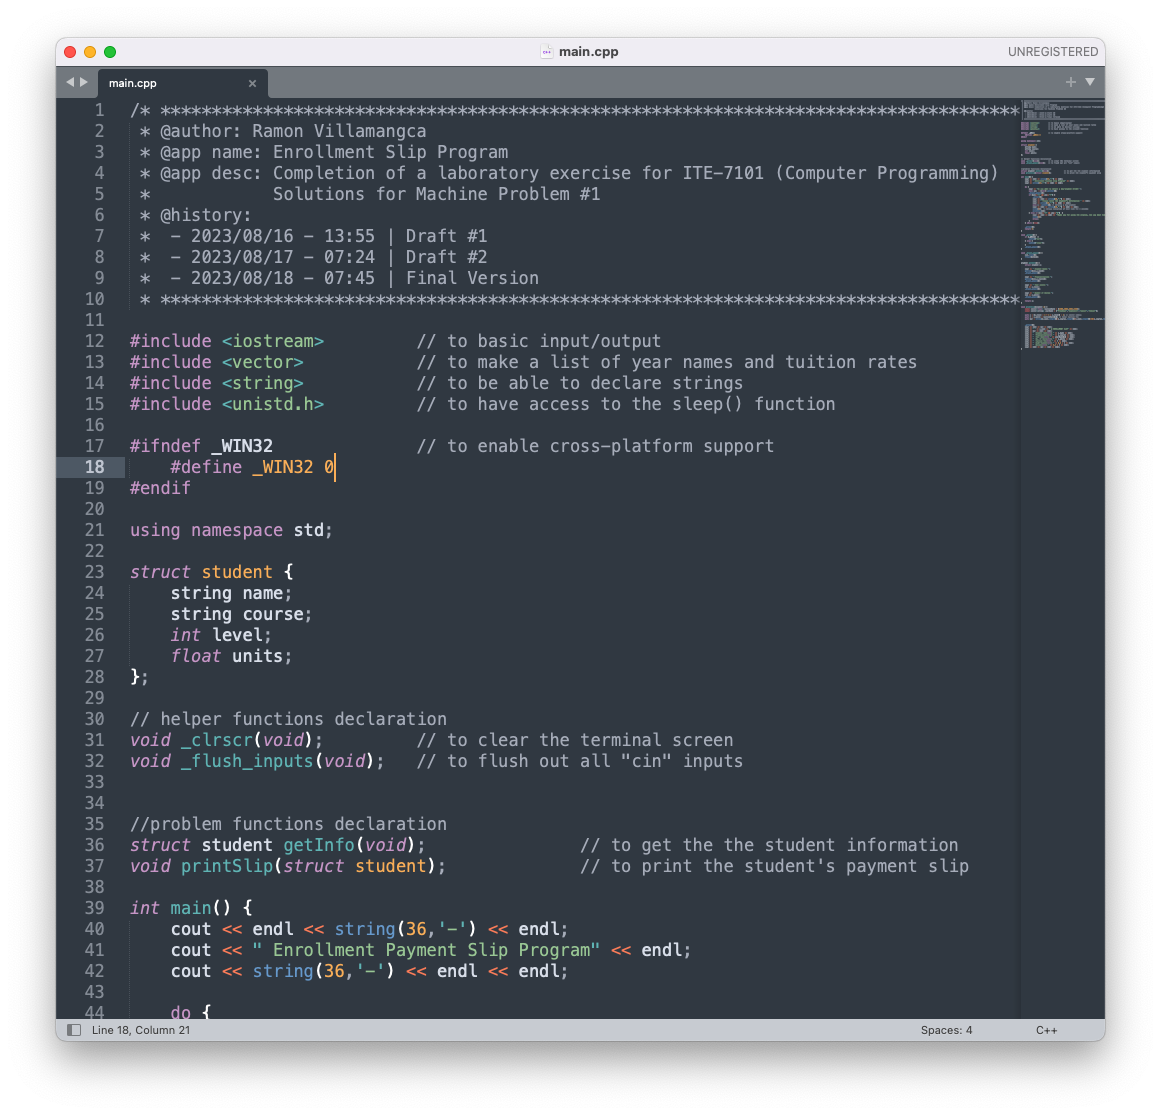 main.cpp
UNREGISTERED
main.cpp
1 /* ************************************************************************************
2  * @author: Ramon Villamangca
3  * @app name: Enrollment Slip Program
4  * @app desc: Completion of a laboratory exercise for ITE-7101 (Computer Programming)
5  *            Solutions for Machine Problem #1
6  * @history:
7  *  - 2023/08/16 - 13:55 | Draft #1
8  *  - 2023/08/17 - 07:24 | Draft #2
9  *  - 2023/08/18 - 07:45 | Final Version
10  * ************************************************************************************
11
12 #include <iostream>         // to basic input/output
13 #include <vector>           // to make a list of year names and tuition rates
14 #include <string>           // to be able to declare strings
15 #include <unistd.h>         // to have access to the sleep() function
16
17 #ifndef _WIN32              // to enable cross-platform support
18     #define _WIN32 0
19 #endif
20
21 using namespace std;
22
23 struct student {
24     string name;
25     string course;
26     int level;
27     float units;
28 };
29
30 // helper functions declaration
31 void _clrscr(void);         // to clear the terminal screen
32 void _flush_inputs(void);   // to flush out all "cin" inputs
33
34
35 //problem functions declaration
36 struct student getInfo(void);               // to get the the student information
37 void printSlip(struct student);             // to print the student's payment slip
38
39 int main() {
40     cout << endl << string(36,'-') << endl;
41     cout << " Enrollment Payment Slip Program" << endl;
42     cout << string(36,'-') << endl << endl;
43
44     do {
Line 18, Column 21
Spaces: 4
C++